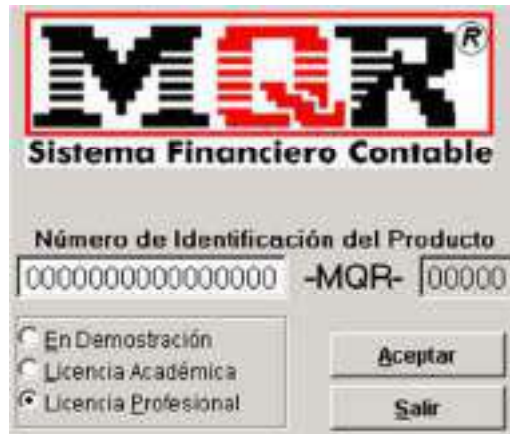 MQR®
Sistema Financiero Contable
Número de Identificación del Producto
0000000000000000 -MQR- 00000
En Demostración
Licencia Académica
Licencia Profesional
Aceptar
Salir